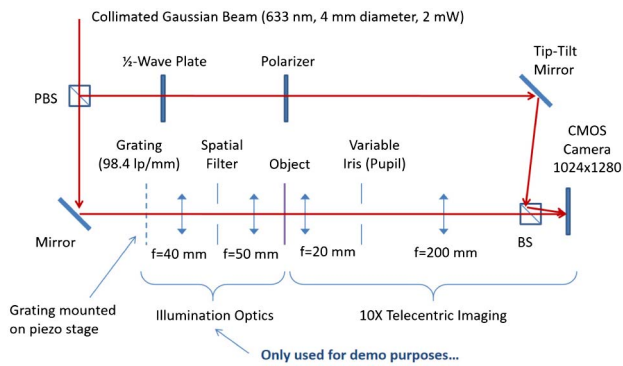 Collimated Gaussian Beam (633 nm, 4 mm diameter, 2 mW)
½-Wave Plate
Polarizer
Tip-Tilt
Mirror
PBS
CMOS
Camera
1024x1280
Grating
(98.4 lp/mm)
Spatial
Filter
Object
Variable
Iris (Pupil)
Mirror
BS
f=40 mm
f=50 mm
f=20 mm
f=200 mm
Grating mounted
on piezo stage
Illumination Optics
10X Telecentric Imaging
Only used for demo purposes…